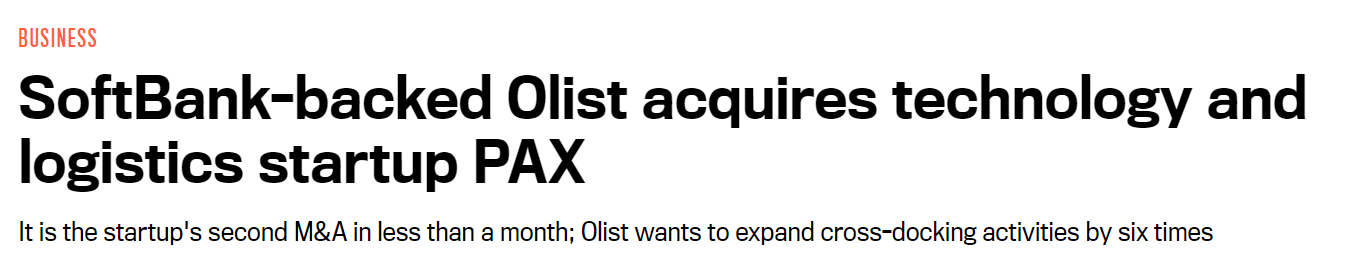 BUSINESS
SoftBank-backed Olist acquires technology and
logistics startup PAX
It is the startup's second M&A in less than a month; Olist wants to expand cross-docking activities by six times